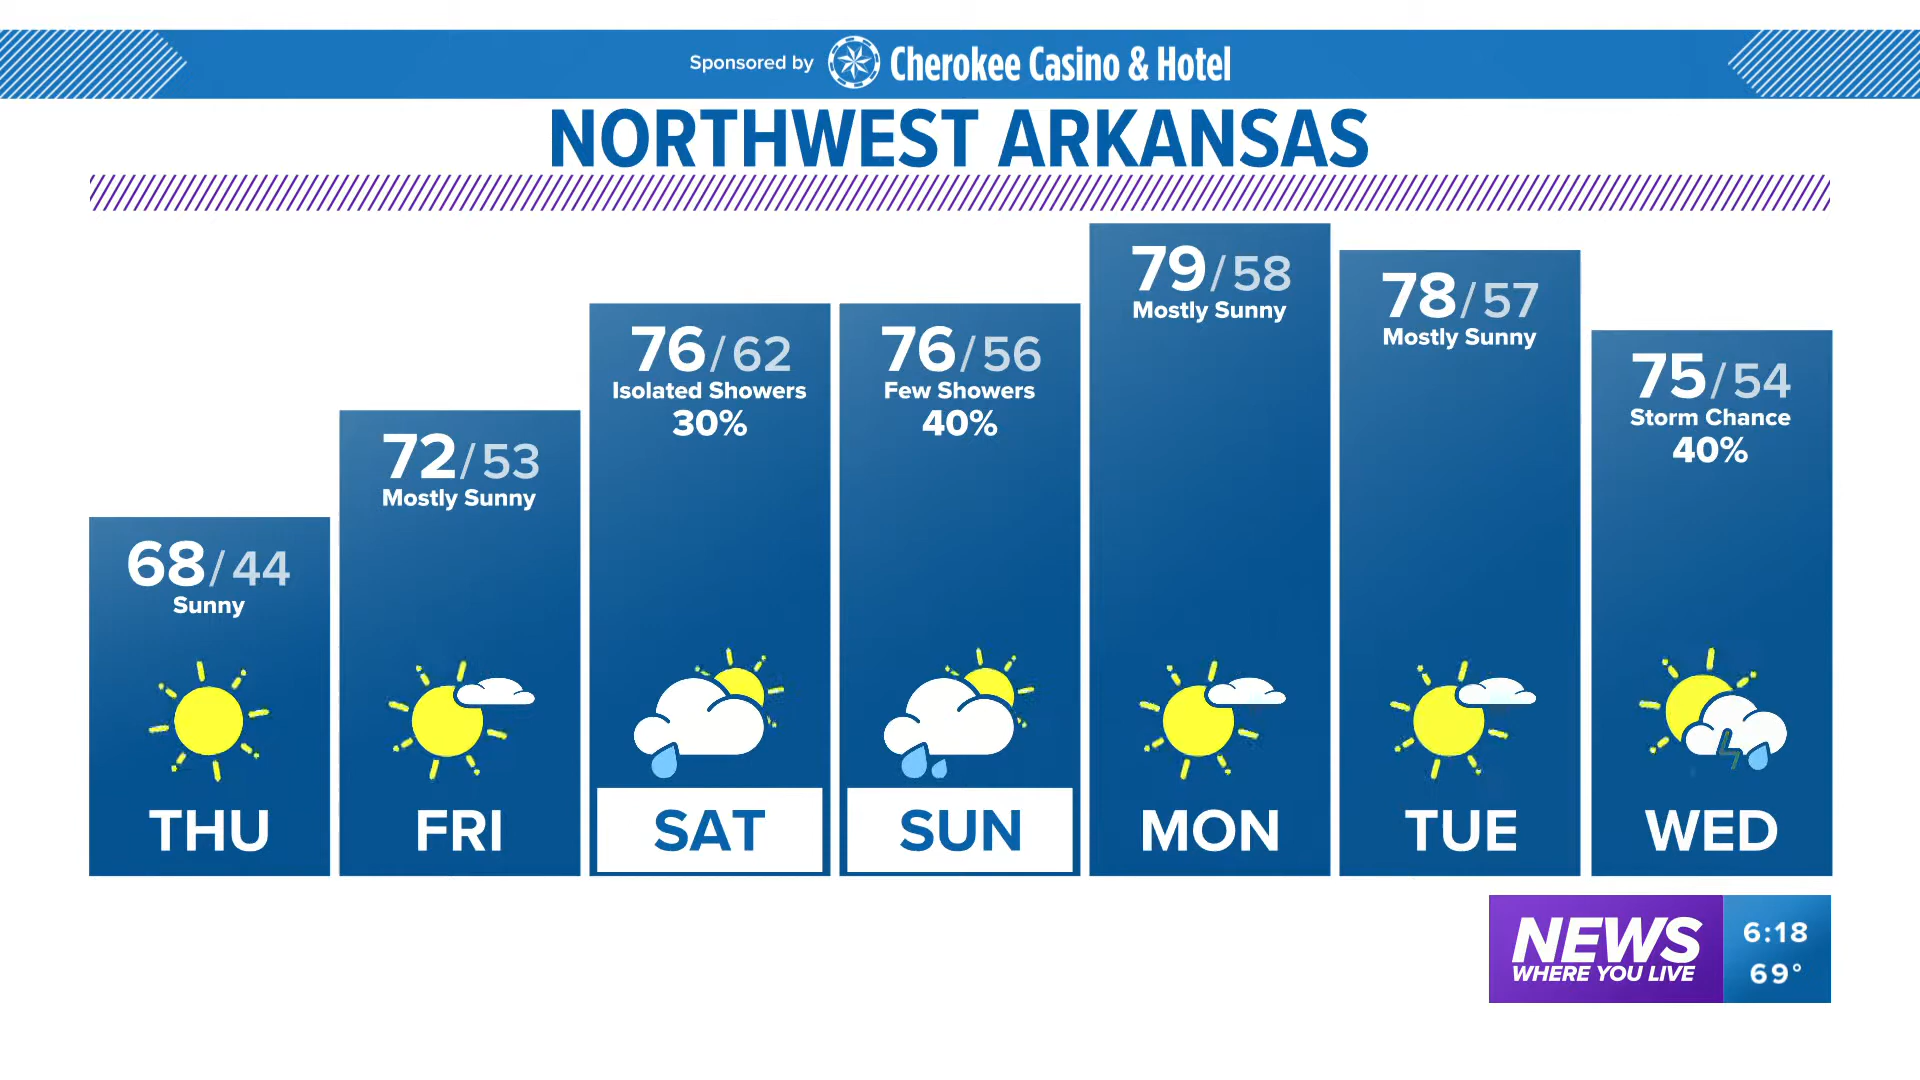 Sponsored by Cherokee Casino & Hotel
NORTHWEST ARKANSAS
68/44
Sunny
THU
72/53
Mostly Sunny
FRI
76/62
Isolated Showers
30%
SAT
76/56
Few Showers
40%
SUN
79/58
Mostly Sunny
MON
78/57
Mostly Sunny
TUE
75/54
Storm Chance
40%
WED
NEWS
WHERE YOU LIVE
6:18
69°